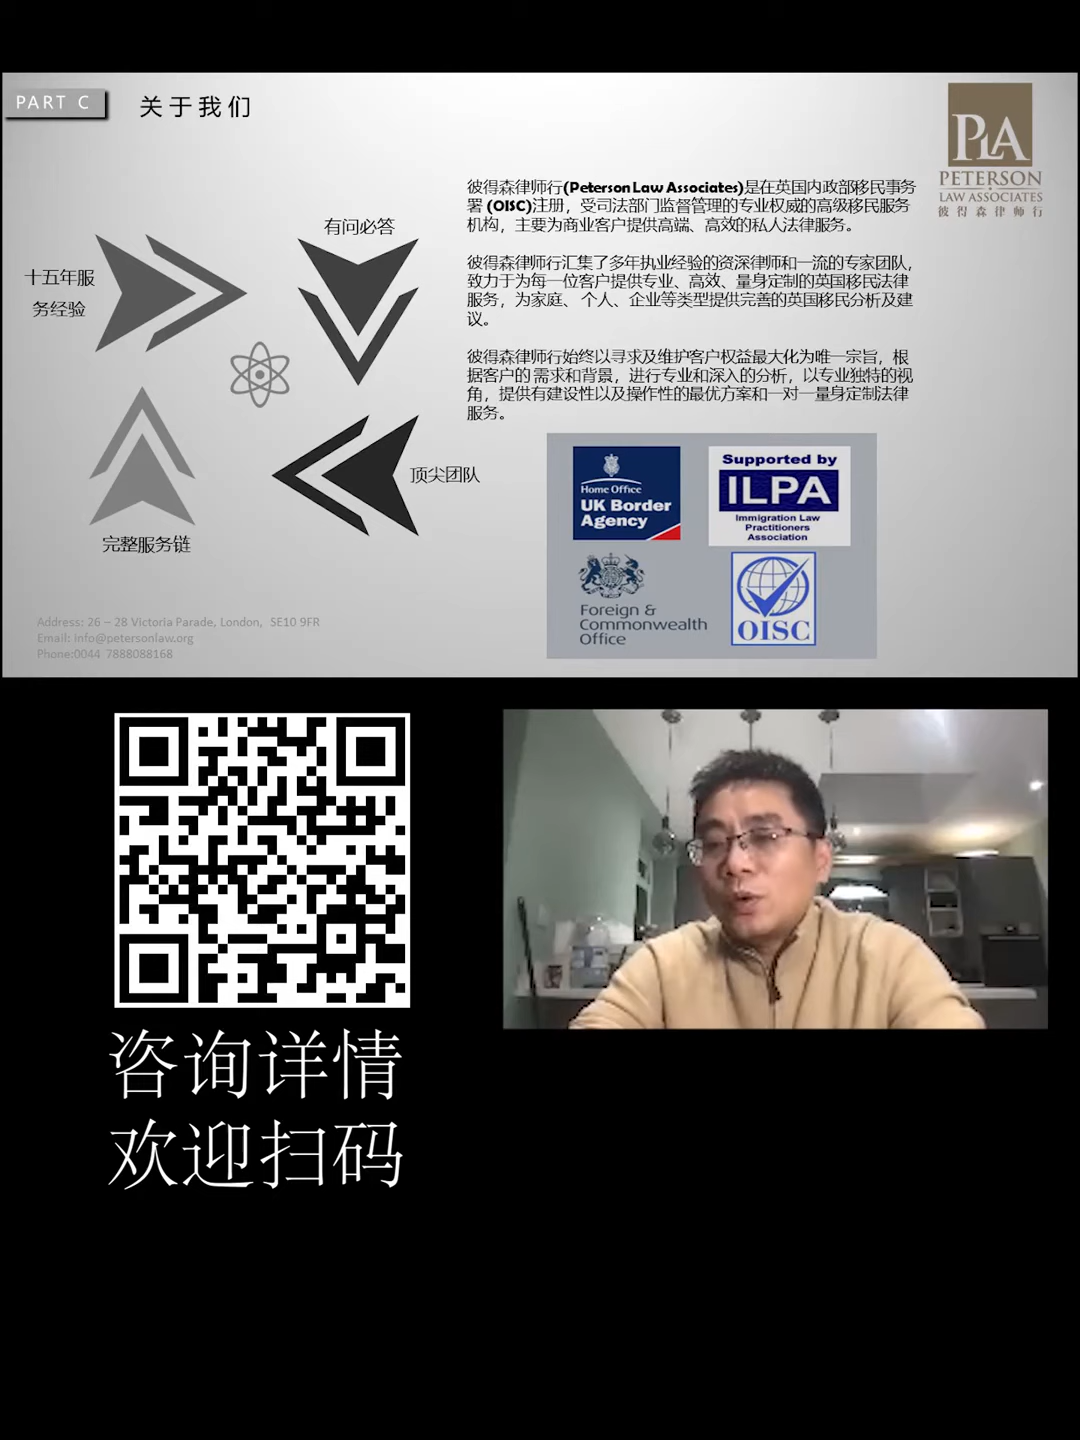 PART C
关于我们
PLA
PETERSON
LAW ASSOCIATES
彼得森律师行
彼得森律师行(Peterson Law Associates)是在英国内政部移民事务
署 (OISC)注册，受司法部门监督管理的专业权威的高级移民服务
机构，主要为商业客户提供高端、高效的私人法律服务。
彼得森律师行汇集了多年执业经验的资深律师和一流的专家团队，
致力于为每一位客户提供专业、高效、量身定制的英国移民法律
服务，为家庭、个人、企业等类型提供完善的英国移民分析及建
议。
彼得森律师行始终以寻求及维护客户权益最大化为唯一宗旨，根
据客户的需求和背景，进行专业和深入的分析，以专业独特的视
角，提供有建设性以及操作性的最优方案和一对一量身定制法律
服务。
十五年服
务经验
有问必答
顶尖团队
完整服务链
Home Office
UK Border
Agency
Supported by
ILPA
Immigration Law
Practitioners
Association
Foreign &
Commonwealth
Office
OISC
Address: 26 – 28 Victoria Parade, London, SE10 9FR
Email: info@petersonlaw.org
Phone:0044 7888088168
咨询详情
欢迎扫码